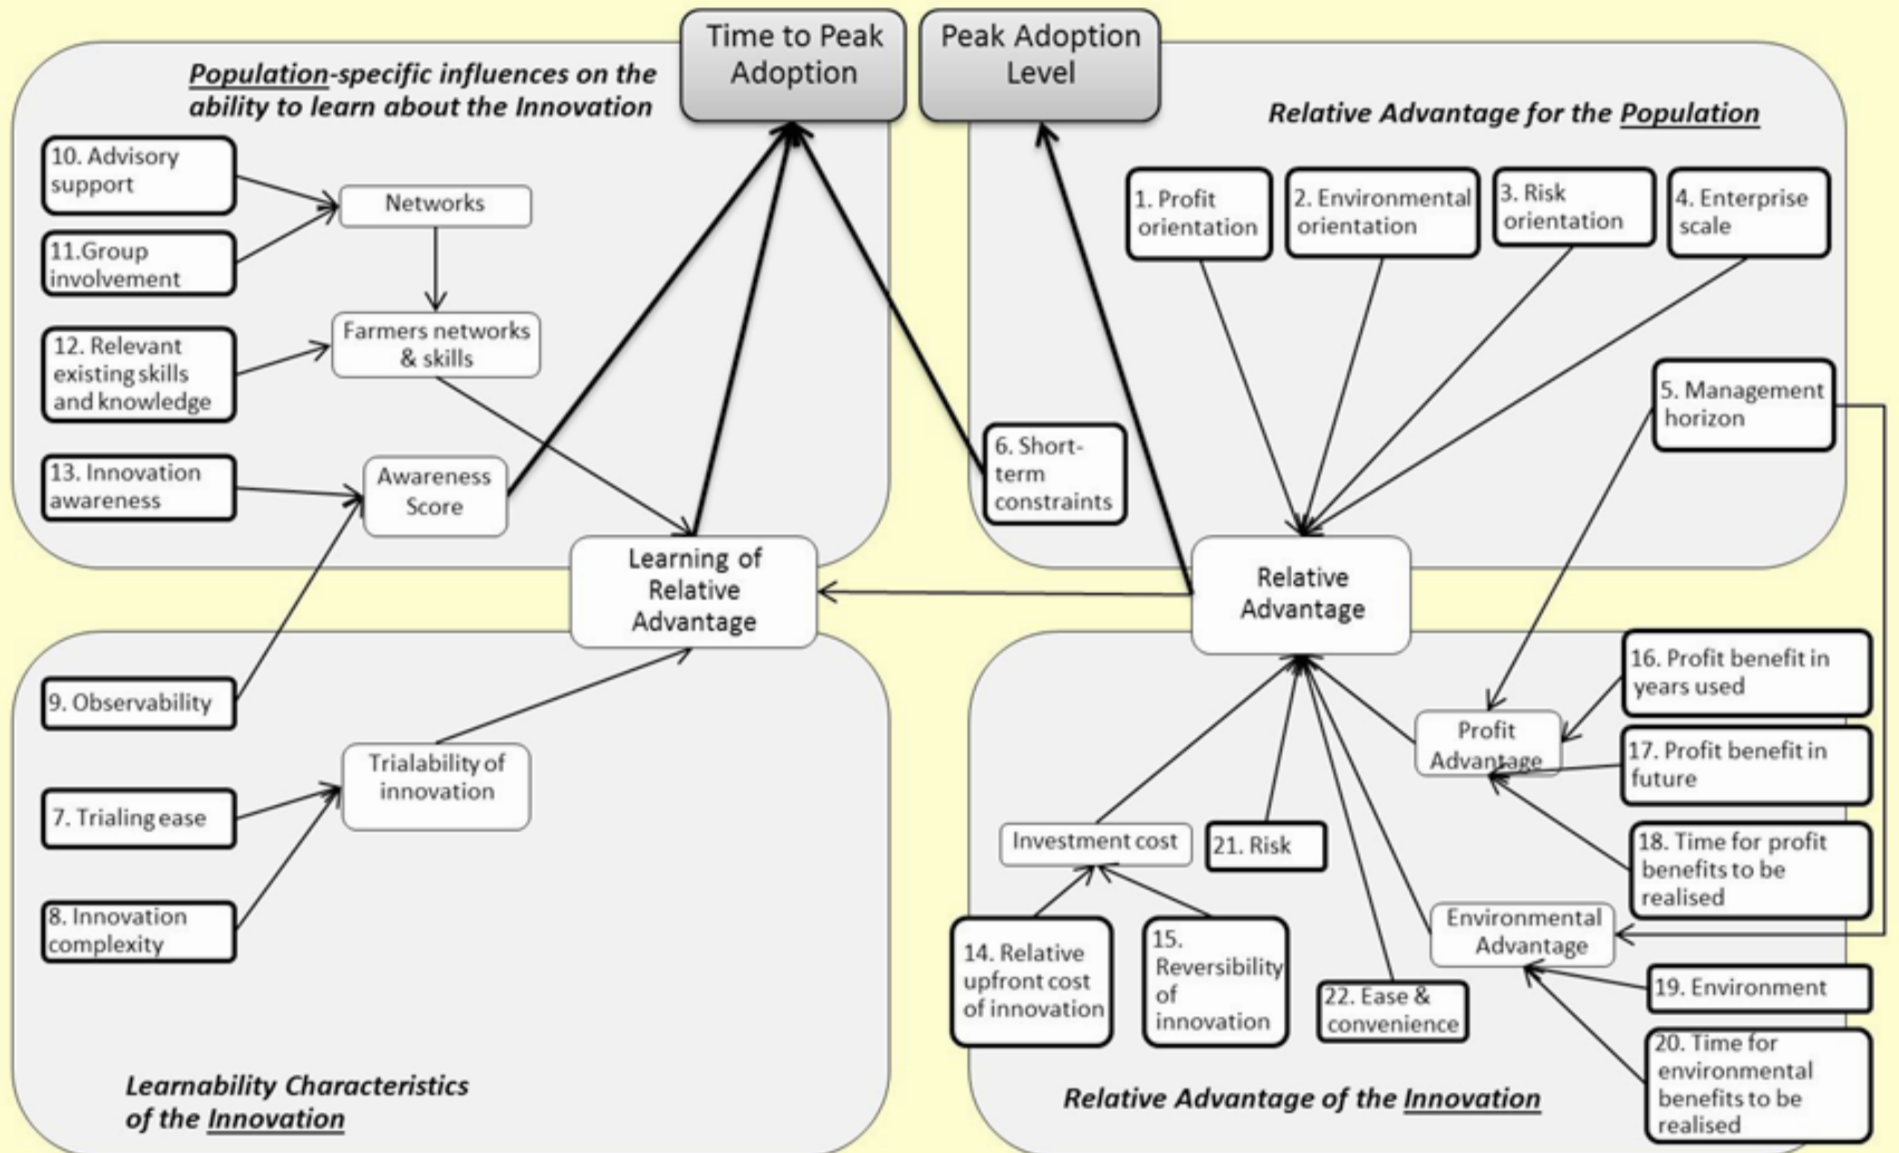 Time to Peak
Adoption
Peak Adoption
Level
Population-specific influences on the
ability to learn about the Innovation
10. Advisory
support
Networks
11.Group
involvement
12. Relevant
existing skills
and knowledge
Farmers networks
& skills
13. Innovation
awareness
Awareness
Score
Relative Advantage for the Population
1. Profit
orientation
2. Environmental
orientation
3. Risk
orientation
4. Enterprise
scale
5. Management
horizon
6. Short-
term
constraints
Learning of
Relative
Advantage
Relative
Advantage
9. Observability
Trialability of
innovation
7. Trialing ease
8. Innovation
complexity
Learnability Characteristics
of the Innovation
16. Profit benefit in
years used
Profit
Advantage
17. Profit benefit in
future
18. Time for profit
benefits to be
realised
Investment cost
21. Risk
14. Relative
upfront cost
of innovation
15.
Reversibility
of
innovation
22. Ease &
convenience
Environmental
Advantage
19. Environment
20. Time for
environmental
benefits to be
realised
Relative Advantage of the Innovation